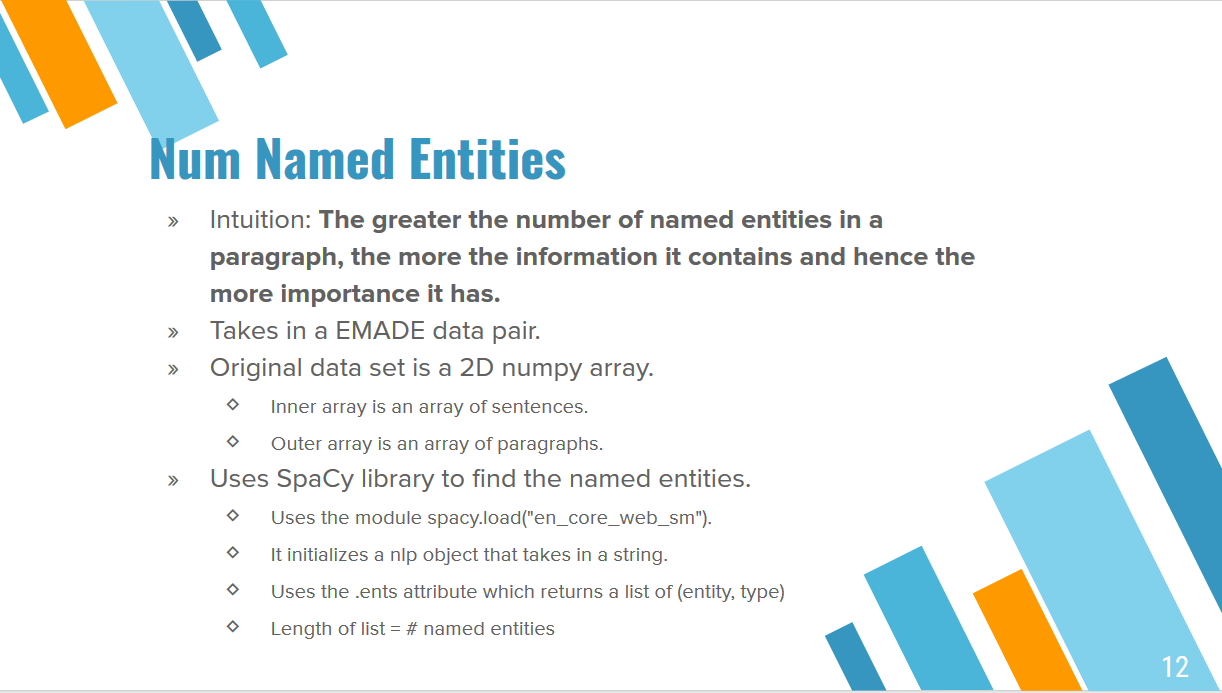 Num Named Entities
» Intuition: The greater the number of named entities in a
paragraph, the more the information it contains and hence the
more importance it has.
» Takes in a EMADE data pair.
» Original data set is a 2D numpy array.
◇ Inner array is an array of sentences.
◇ Outer array is an array of paragraphs.
» Uses SpaCy library to find the named entities.
◇ Uses the module spacy.load("en_core_web_sm").
◇ It initializes a nlp object that takes in a string.
◇ Uses the .ents attribute which returns a list of (entity, type)
◇ Length of list = # named entities
12